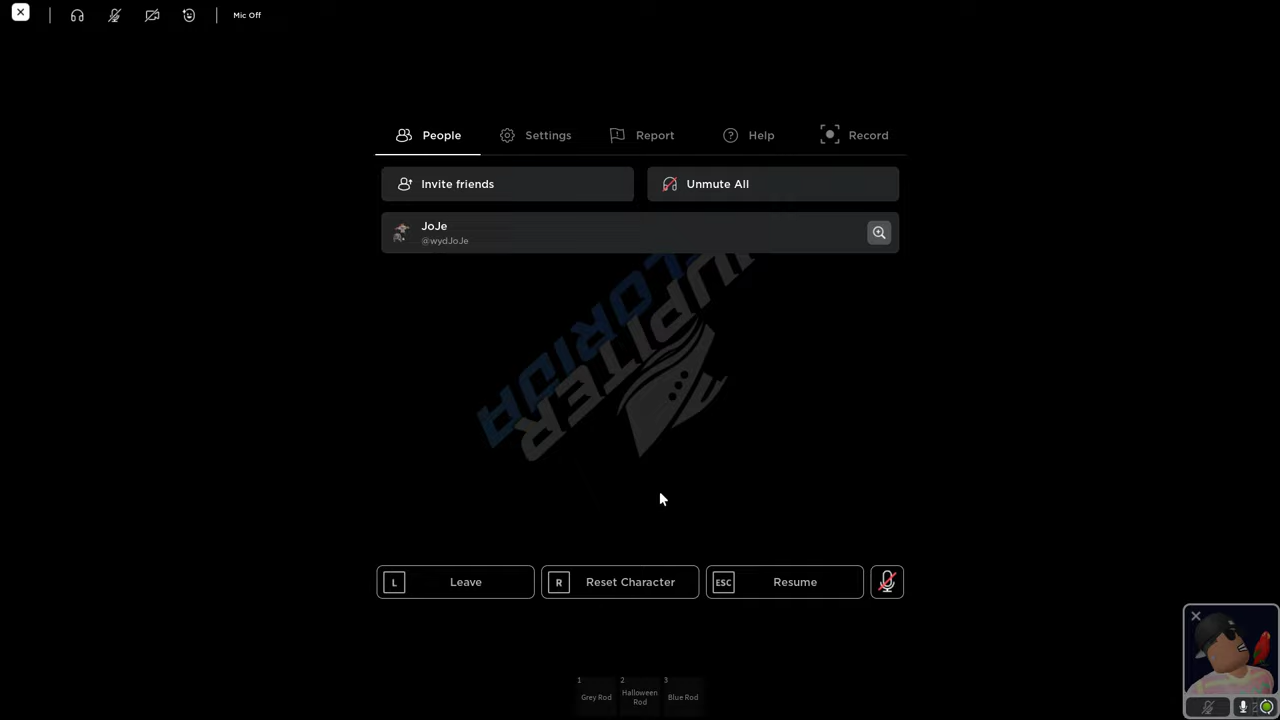 Mic Off
People
Settings
Report
Help
Record
Invite friends
Unmute All
JoJe
@wydJoJe
JUPITER
FLORIDA
L Leave
R Reset Character
ESC Resume
1
Grey Rod
2
Halloween
Rod
3
Blue Rod